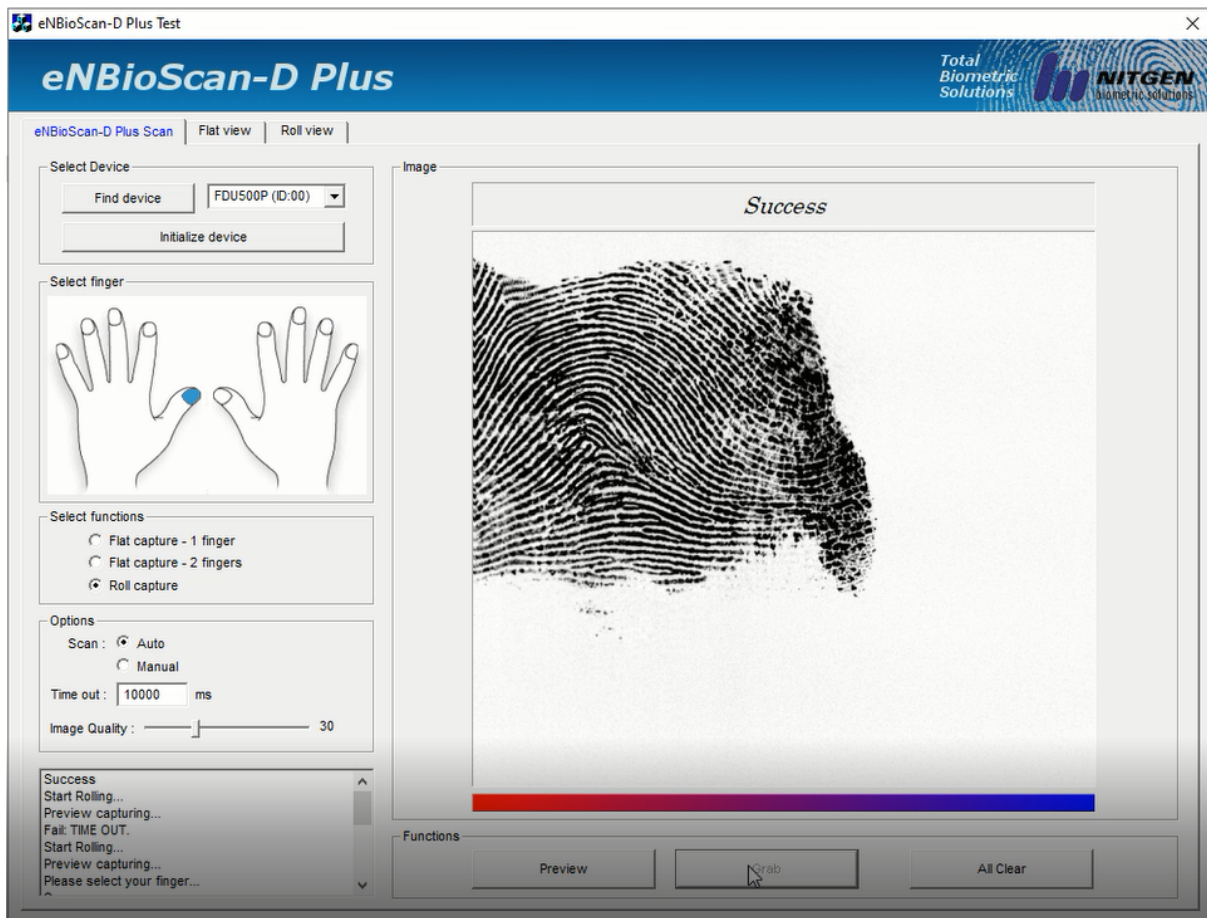 eNBioScan-D Plus Test
eNBioScan-D Plus
Total
Biometric
Solutions
NITGEN
biometric solutions
eNBioScan-D Plus Scan
Flat view
Roll view
Select Device
Find device
FDU500P (ID:00)
Initialize device
Select finger
Select functions
Flat capture - 1 finger
Flat capture - 2 fingers
Roll capture
Options
Scan :
Auto
Manual
Time out :
10000
ms
Image Quality :
30
Success
Start Rolling...
Preview capturing...
Fail: TIME OUT.
Start Rolling...
Preview capturing...
Please select your finger...
Image
Success
Functions
Preview
Grab
All Clear